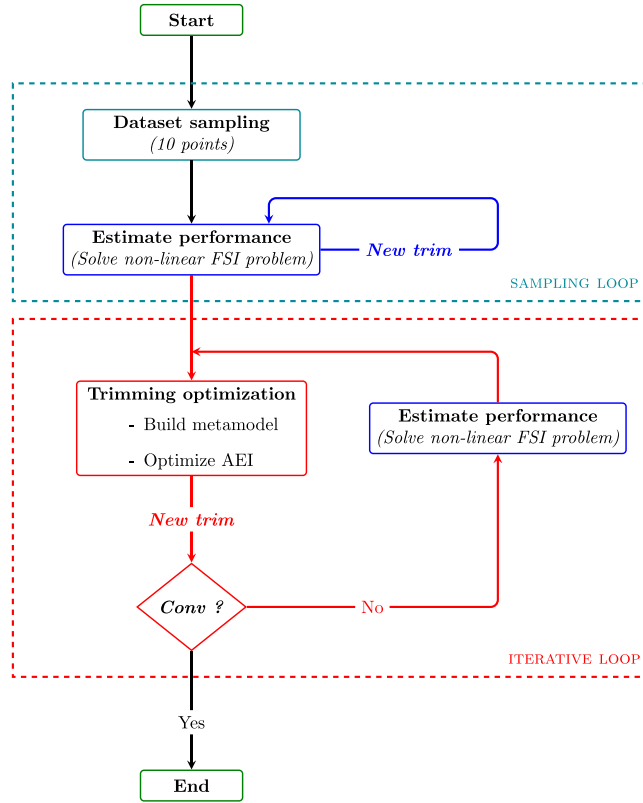 Start
Dataset sampling
(10 points)
Estimate performance
(Solve non-linear FSI problem)
New trim
SAMPLING LOOP
Trimming optimization
- Build metamodel
- Optimize AEI
Estimate performance
(Solve non-linear FSI problem)
New trim
Conv ?
No
ITERATIVE LOOP
Yes
End